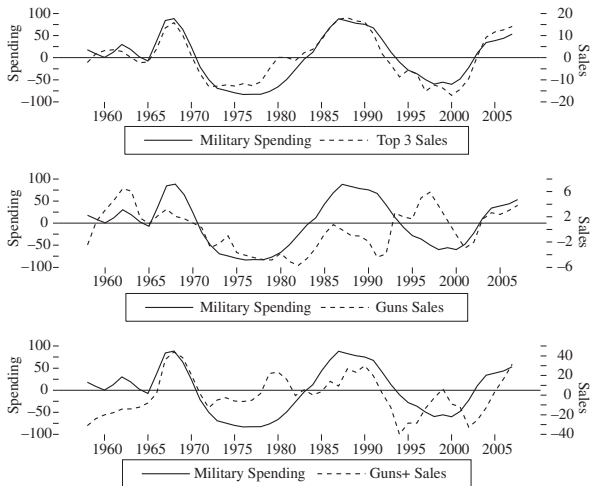 100 20
50 10
Spending 0 0 Sales
−50 −10
−100 −20
1960 1965 1970 1975 1980 1985 1990 1995 2000 2005
Military Spending Top 3 Sales
100
50 6
Spending 0 2 Sales
−50 −2
−100 −6
1960 1965 1970 1975 1980 1985 1990 1995 2000 2005
Military Spending Guns Sales
100
50 40
20
Spending 0 0 Sales
−50 −20
−100 −40
1960 1965 1970 1975 1980 1985 1990 1995 2000 2005
Military Spending Guns+ Sales